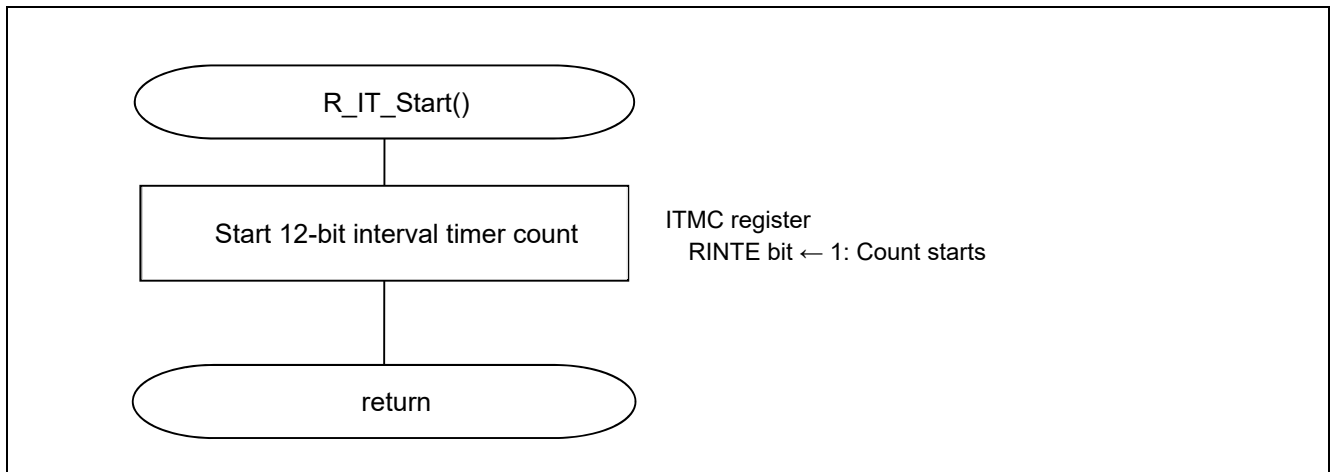 R_IT_Start()
Start 12-bit interval timer count
ITMC register
RINTE bit ← 1: Count starts
return